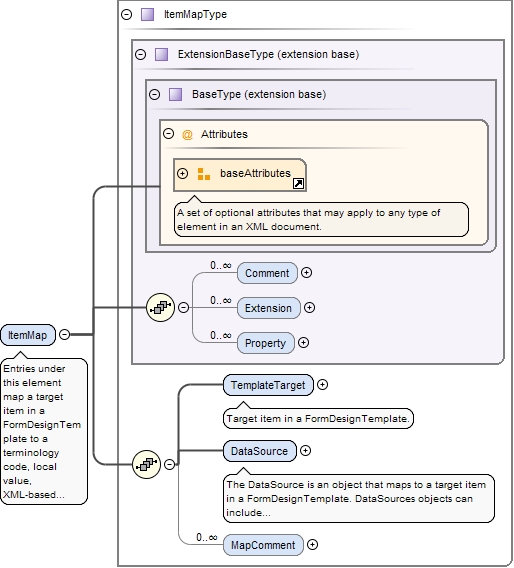 ItemMapType
ExtensionBaseType (extension base)
BaseType (extension base)
@ Attributes
baseAttributes
A set of optional attributes that may apply to any type of
element in an XML document.
0..∞
Comment
0..∞
Extension
0..∞
Property
ItemMap
Entries under
this element
map a target
item in a
FormDesignTem
plate to a
terminology
code, local
value,
XML-based...
TemplateTarget
Target item in a FormDesignTemplate.
DataSource
The DataSource is an object that maps to a target item
in a FormDesignTemplate. DataSources objects can
include...
0..∞
MapComment